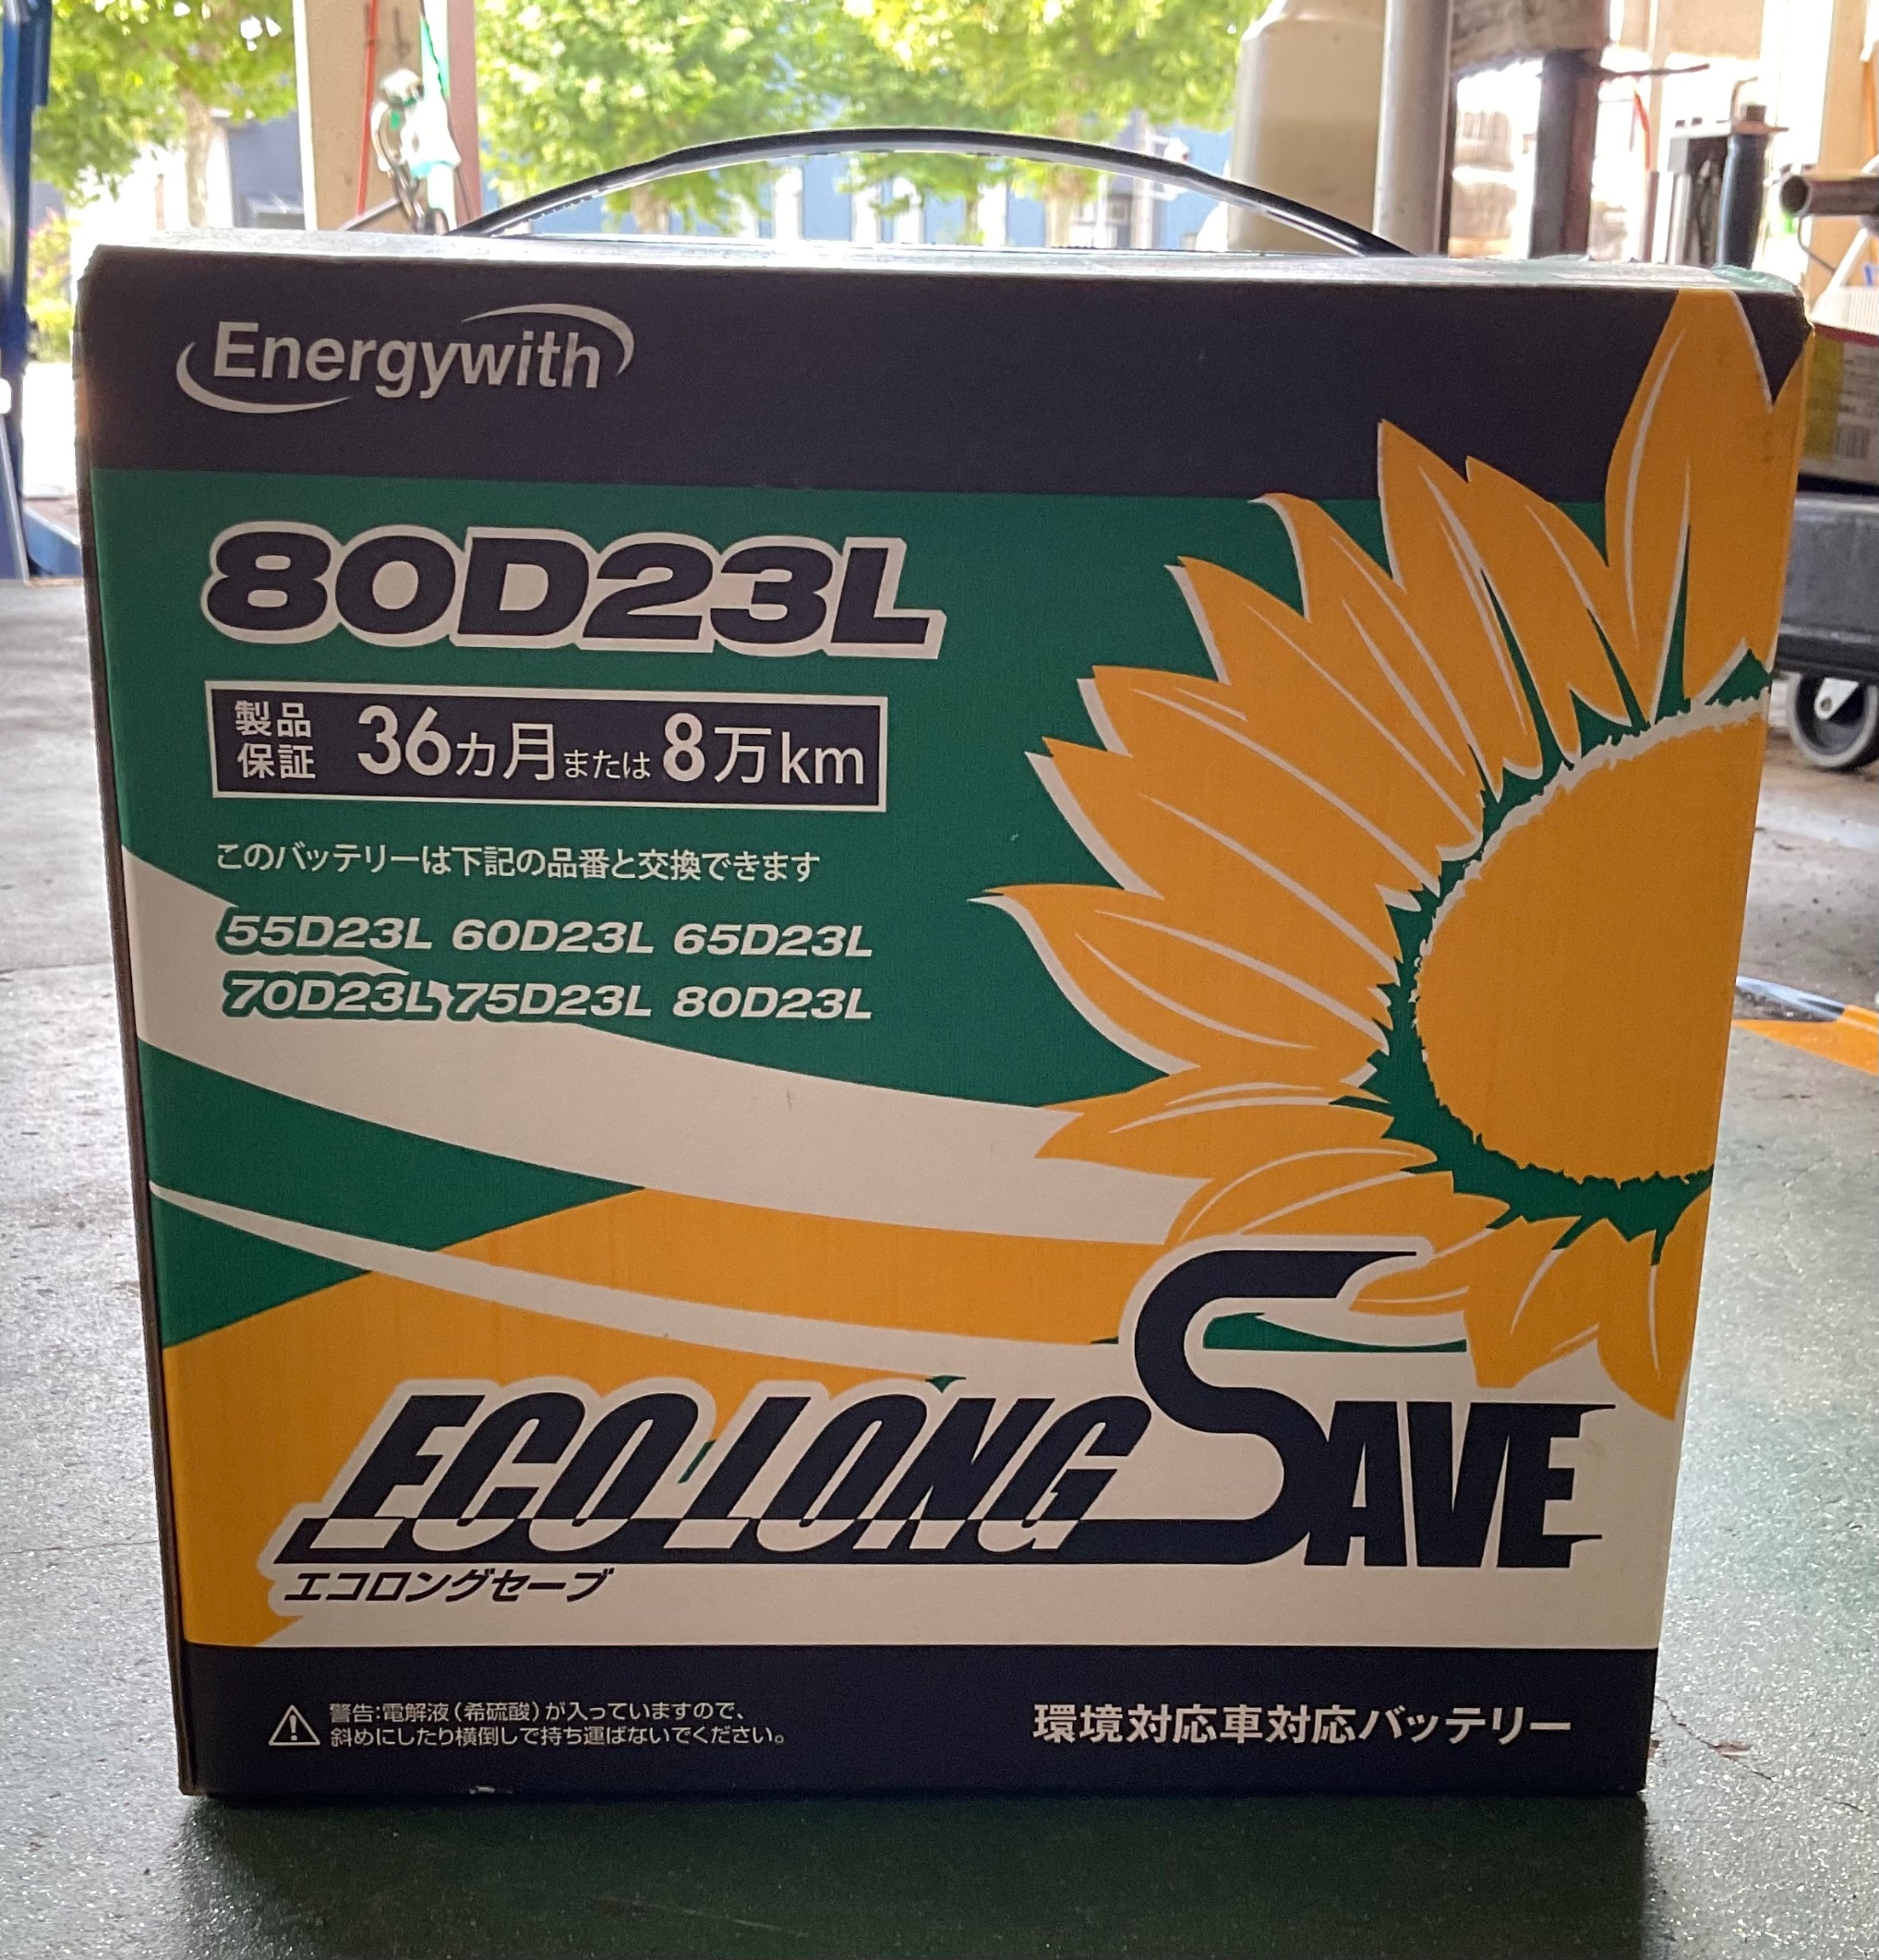 Energywith
80D23L
製品保証 36カ月または8万km
このバッテリーは下記の品番と交換できます
55D23L 60D23L 65D23L
70D23L 75D23L 80D23L
ECO LONG SAVE
エコロングセーブ
警告:電解液(希硫酸)が入っていますので、
斜めにしたり横倒しで持ち運ばないでください。
環境対応車対応バッテリー